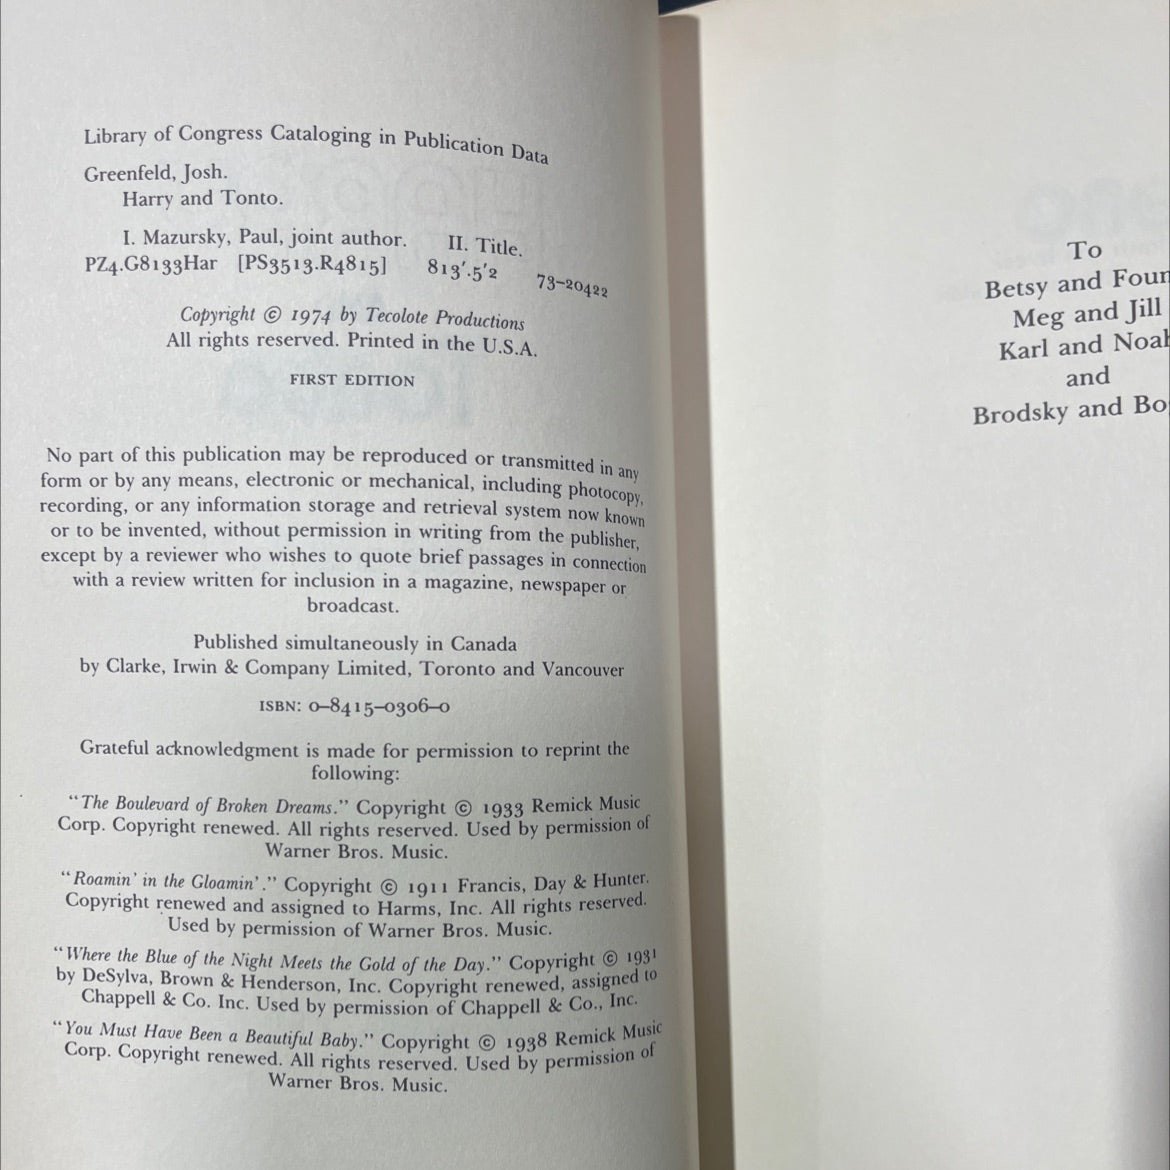 Library of Congress Cataloging in Publication Data
Greenfeld, Josh.
Harry and Tonto.
I. Mazursky, Paul, joint author. II. Title.
PZ4.G8133Har [PS3513.R4815] 813'.5'2 73–20422
Copyright © 1974 by Tecolote Productions
All rights reserved. Printed in the U.S.A.
FIRST EDITION
No part of this publication may be reproduced or transmitted in any
form or by any means, electronic or mechanical, including photocopy,
recording, or any information storage and retrieval system now known
or to be invented, without permission in writing from the publisher,
except by a reviewer who wishes to quote brief passages in connection
with a review written for inclusion in a magazine, newspaper or
broadcast.
Published simultaneously in Canada
by Clarke, Irwin & Company Limited, Toronto and Vancouver
ISBN: 0–8415–0306–0
Grateful acknowledgment is made for permission to reprint the
following:
"The Boulevard of Broken Dreams." Copyright © 1933 Remick Music
Corp. Copyright renewed. All rights reserved. Used by permission of
Warner Bros. Music.
"Roamin' in the Gloamin'." Copyright © 1911 Francis, Day & Hunter.
Copyright renewed and assigned to Harms, Inc. All rights reserved.
Used by permission of Warner Bros. Music.
"Where the Blue of the Night Meets the Gold of the Day." Copyright © 1931
by DeSylva, Brown & Henderson, Inc. Copyright renewed, assigned to
Chappell & Co. Inc. Used by permission of Chappell & Co., Inc.
"You Must Have Been a Beautiful Baby." Copyright © 1938 Remick Music
Corp. Copyright renewed. All rights reserved. Used by permission of
Warner Bros. Music.
To
Betsy and Foun
Meg and Jill
Karl and Noah
and
Brodsky and Bo